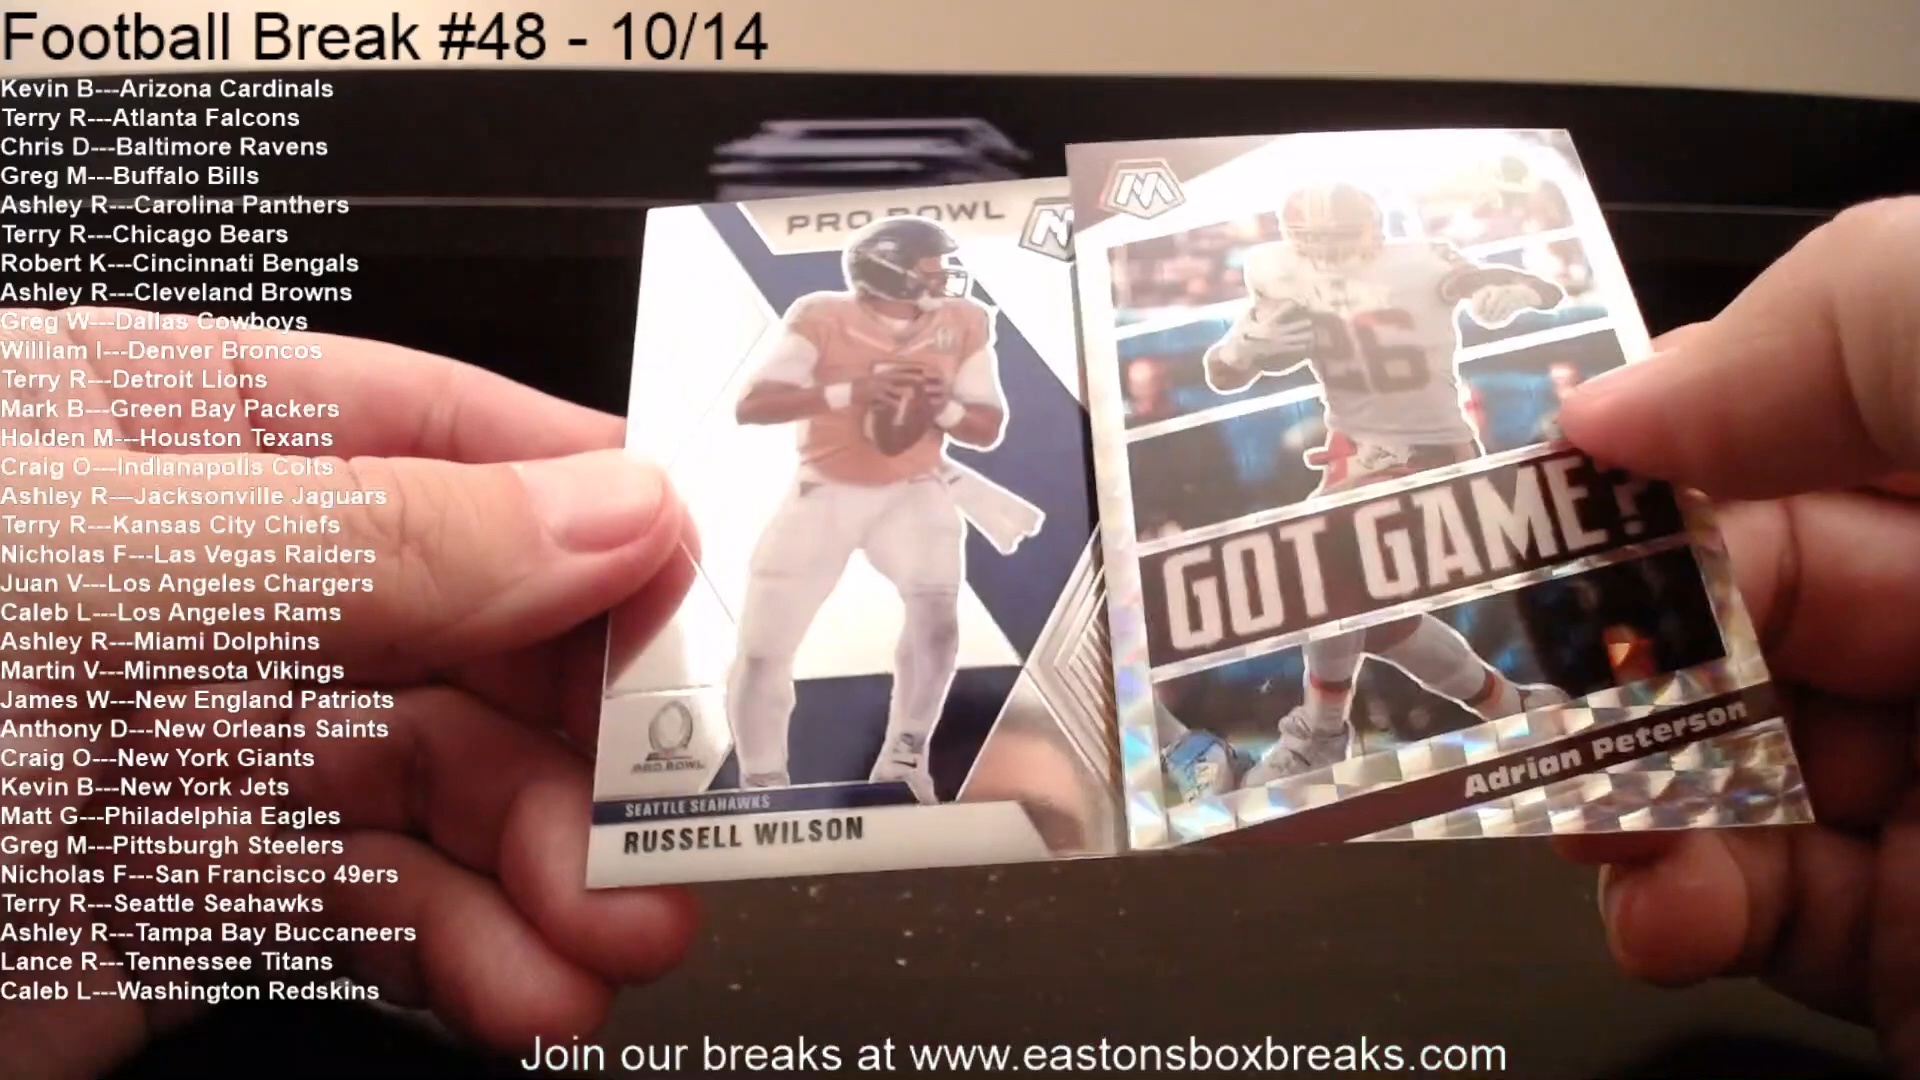 Football Break #48 - 10/14
Kevin B---Arizona Cardinals
Terry R---Atlanta Falcons
Chris D---Baltimore Ravens
Greg M---Buffalo Bills
Ashley R---Carolina Panthers
Terry R---Chicago Bears
Robert K---Cincinnati Bengals
Ashley R---Cleveland Browns
Greg W---Dallas Cowboys
William I---Denver Broncos
Terry R---Detroit Lions
Mark B---Green Bay Packers
Holden M---Houston Texans
Craig O---Indianapolis Colts
Ashley R---Jacksonville Jaguars
Terry R---Kansas City Chiefs
Nicholas F---Las Vegas Raiders
Juan V---Los Angeles Chargers
Caleb L---Los Angeles Rams
Ashley R---Miami Dolphins
Martin V---Minnesota Vikings
James W---New England Patriots
Anthony D---New Orleans Saints
Craig O---New York Giants
Kevin B---New York Jets
Matt G---Philadelphia Eagles
Greg M---Pittsburgh Steelers
Nicholas F---San Francisco 49ers
Terry R---Seattle Seahawks
Ashley R---Tampa Bay Buccaneers
Lance R---Tennessee Titans
Caleb L---Washington Redskins
PRO BOWL
M
PRO BOWL
SEATTLE SEAHAWKS
RUSSELL WILSON
M
26
GOT GAME?
Adrian Peterson
Join our breaks at www.eastonsboxbreaks.com